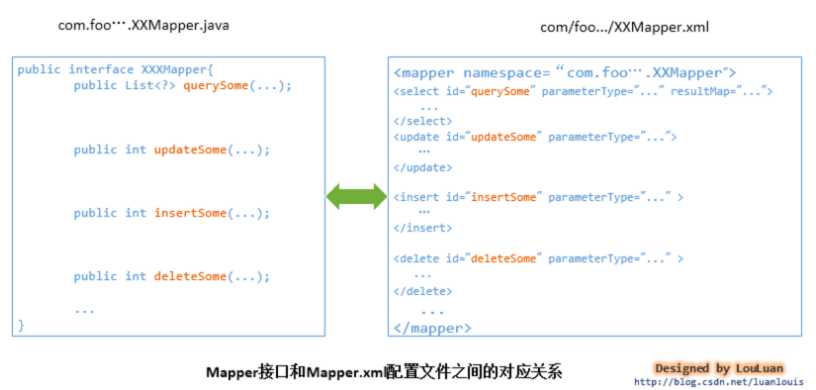 com.foo….XXMapper.java
public interface XXXMapper{
public List<?> querySome(...);
public int updateSome(...);
public int insertSome(...);
public int deleteSome(...);
...
}
com/foo.../XXMapper.xml
<mapper namespace=“com.foo….XXMapper”>
<select id=“querySome” parameterType=“...” resultMap=“...”>
...
</select>
<update id=“updateSome” parameterType=“...”>
...
</update>
<insert id=“insertSome” parameterType=“...” >
...
</insert>
<delete id=“deleteSome” parameterType=“...” >
...
</delete>
...
</mapper>
Mapper接口和Mapper.xml配置文件之间的对应关系
Designed by LouLuan
http://blog.csdn.net/luanlouis